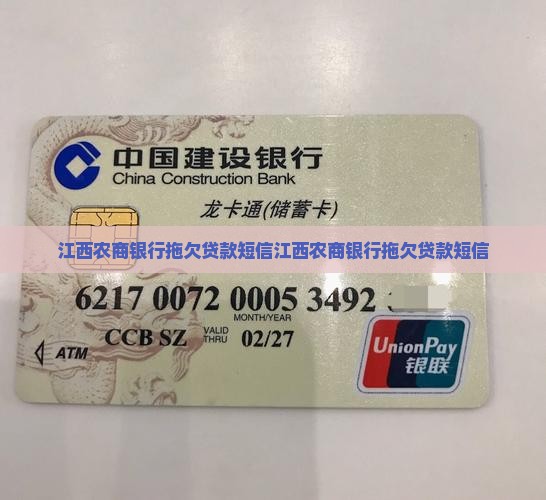 中国建设银行
China Construction Bank
龙卡通(储蓄卡)
江西农商银行拖欠贷款短信江西农商银行拖欠贷款短信
6217 0072 0005 3492
MONTH/YEAR
CCB SZ VALID THRU 02/27
ATM
UnionPay
银联